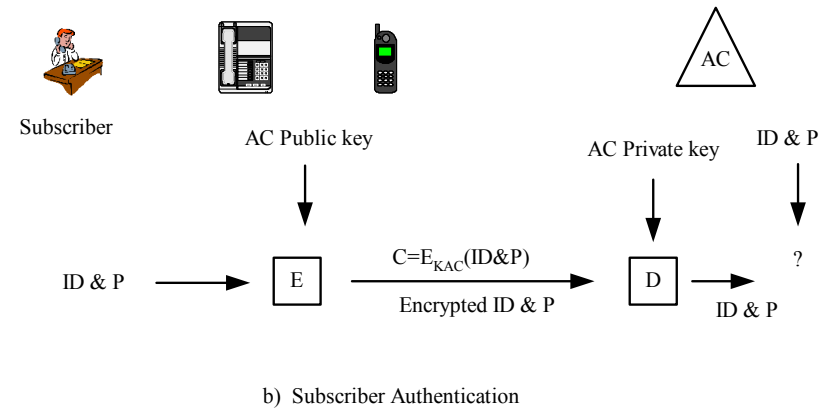 AC
Subscriber
AC Public key
AC Private key
ID & P
ID & P
E
C=E_KAC(ID&P)
Encrypted ID & P
D
ID & P
?
b) Subscriber Authentication